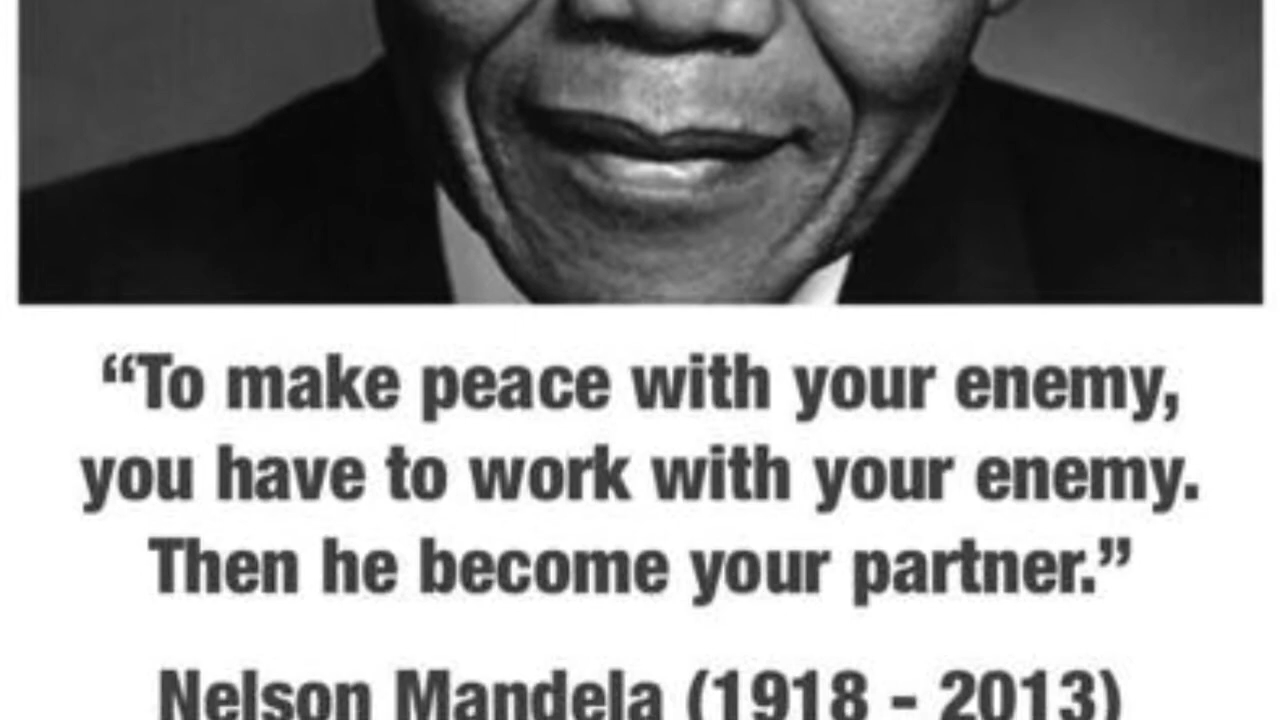 “To make peace with your enemy,
you have to work with your enemy.
Then he become your partner.”
Nelson Mandela (1918 - 2013)